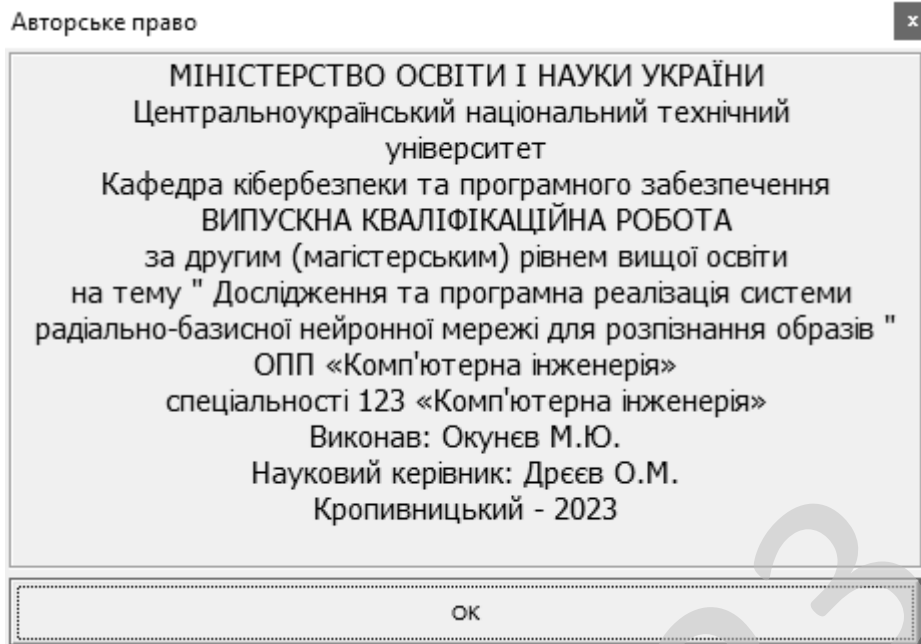 Авторське право
x
МІНІСТЕРСТВО ОСВІТИ І НАУКИ УКРАЇНИ
Центральноукраїнський національний технічний
університет
Кафедра кібербезпеки та програмного забезпечення
ВИПУСКНА КВАЛІФІКАЦІЙНА РОБОТА
за другим (магістерським) рівнем вищої освіти
на тему " Дослідження та програмна реалізація системи
радіально-базисної нейронної мережі для розпізнання образів "
ОПП «Комп'ютерна інженерія»
спеціальності 123 «Комп'ютерна інженерія»
Виконав: Окунєв М.Ю.
Науковий керівник: Дрєєв О.М.
Кропивницький - 2023
ОК